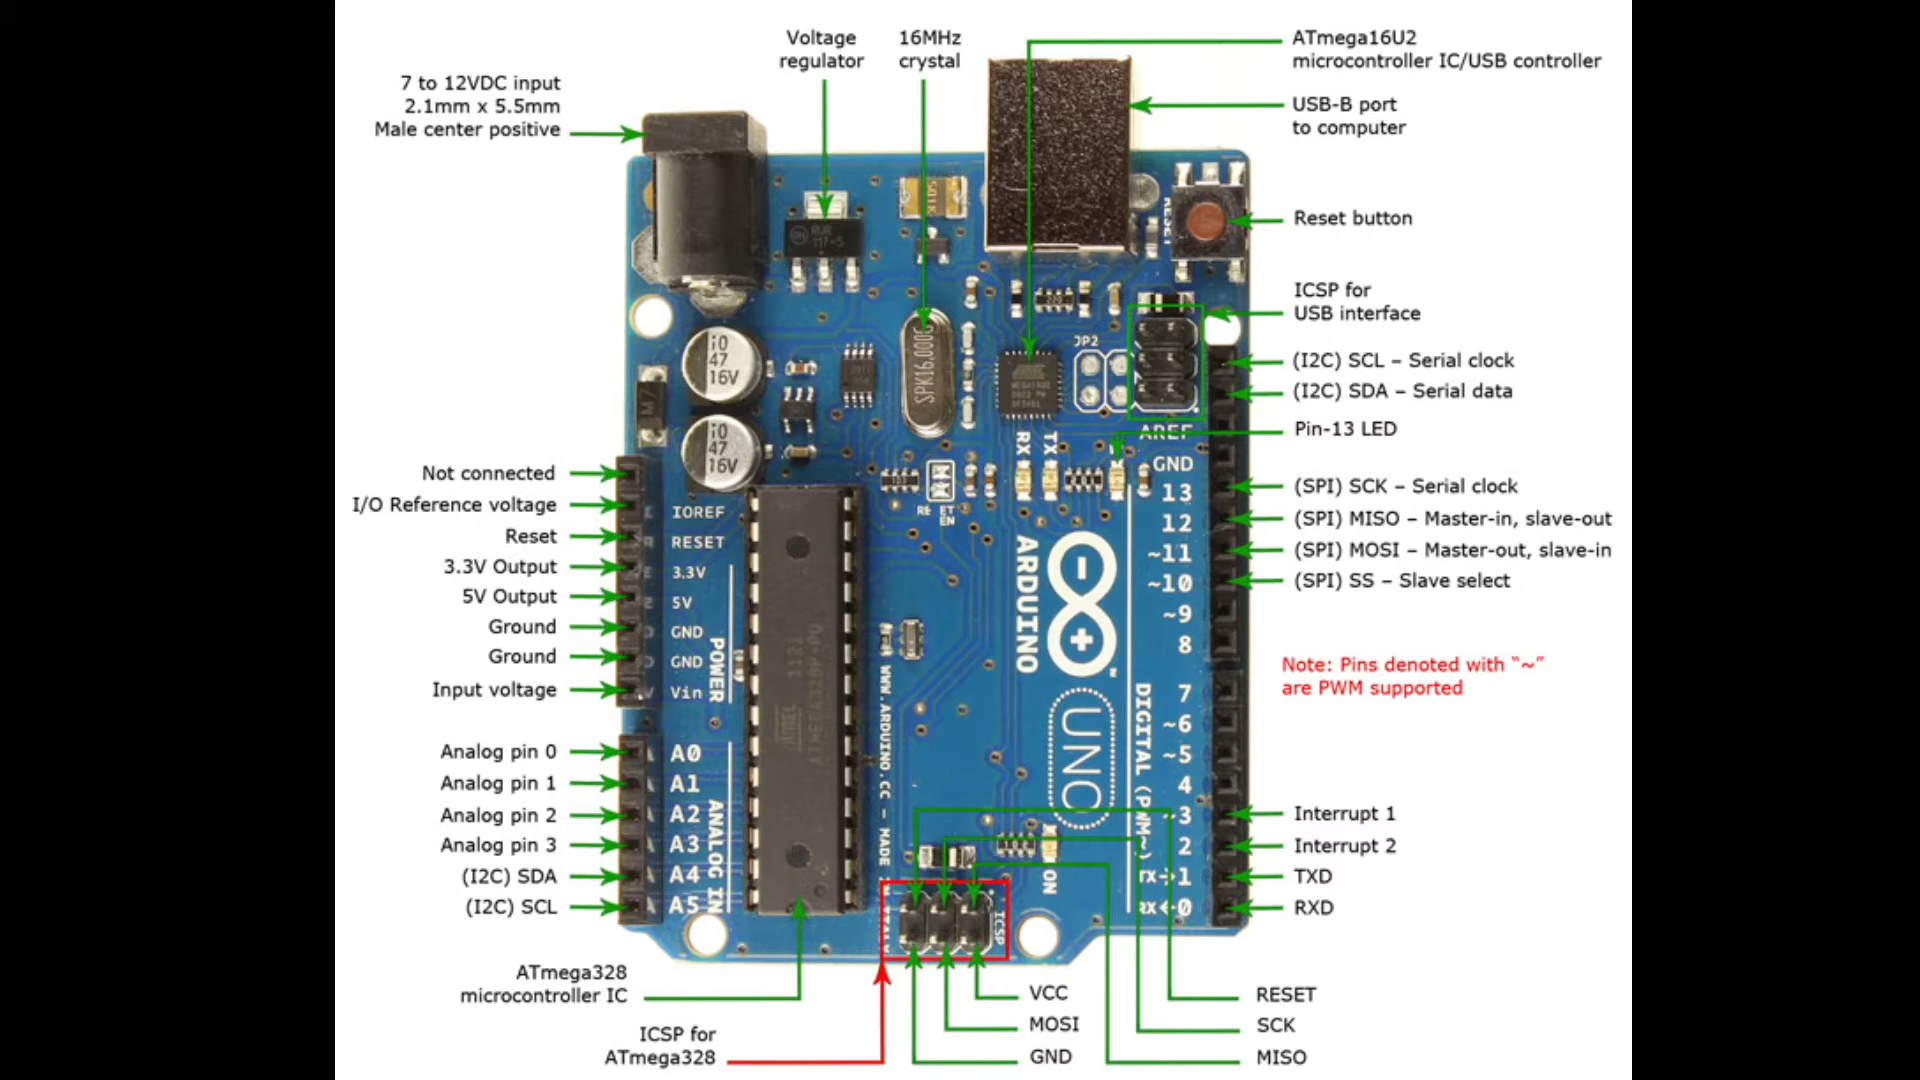 Voltage
regulator
16MHz
crystal
ATmega16U2
microcontroller IC/USB controller
7 to 12VDC input
2.1mm x 5.5mm
Male center positive
USB-B port
to computer
Reset button
ICSP for
USB interface
(I2C) SCL – Serial clock
(I2C) SDA – Serial data
Pin-13 LED
(SPI) SCK – Serial clock
(SPI) MISO – Master-in, slave-out
(SPI) MOSI – Master-out, slave-in
(SPI) SS – Slave select
Note: Pins denoted with “~”
are PWM supported
Interrupt 1
Interrupt 2
TXD
RXD
Not connected
I/O Reference voltage
Reset
3.3V Output
5V Output
Ground
Ground
Input voltage
Analog pin 0
Analog pin 1
Analog pin 2
Analog pin 3
(I2C) SDA
(I2C) SCL
ATmega328
microcontroller IC
ICSP for
ATmega328
VCC
MOSI
GND
RESET
SCK
MISO
117-5
47
16V
47
16V
SPK16.000G
JP2
RX
TX
AREF
GND
13
12
~11
~10
~9
8
7
~6
~5
4
~3
2
TX→1
RX←0
DIGITAL (PWM~)
IOREF
RESET
3.3V
5V
GND
GND
Vin
POWER
A0
A1
A2
A3
A4
A5
ANALOG IN
EN
ARDUINO
UNO
WWW.ARDUINO.CC – MADE
ATMEGA328P-PU
ON
ICSP